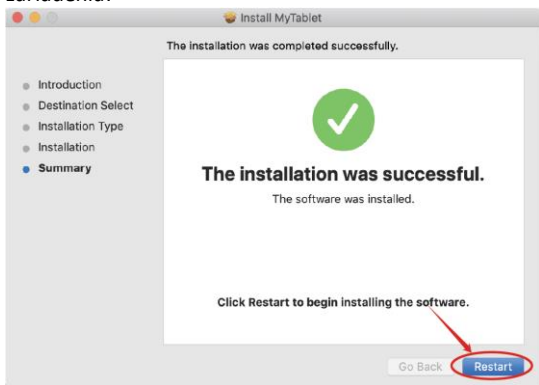 Install MyTablet
The installation was completed successfully.
Introduction
Destination Select
Installation Type
Installation
Summary
The installation was successful.
The software was installed.
Click Restart to begin installing the software.
Go Back
Restart